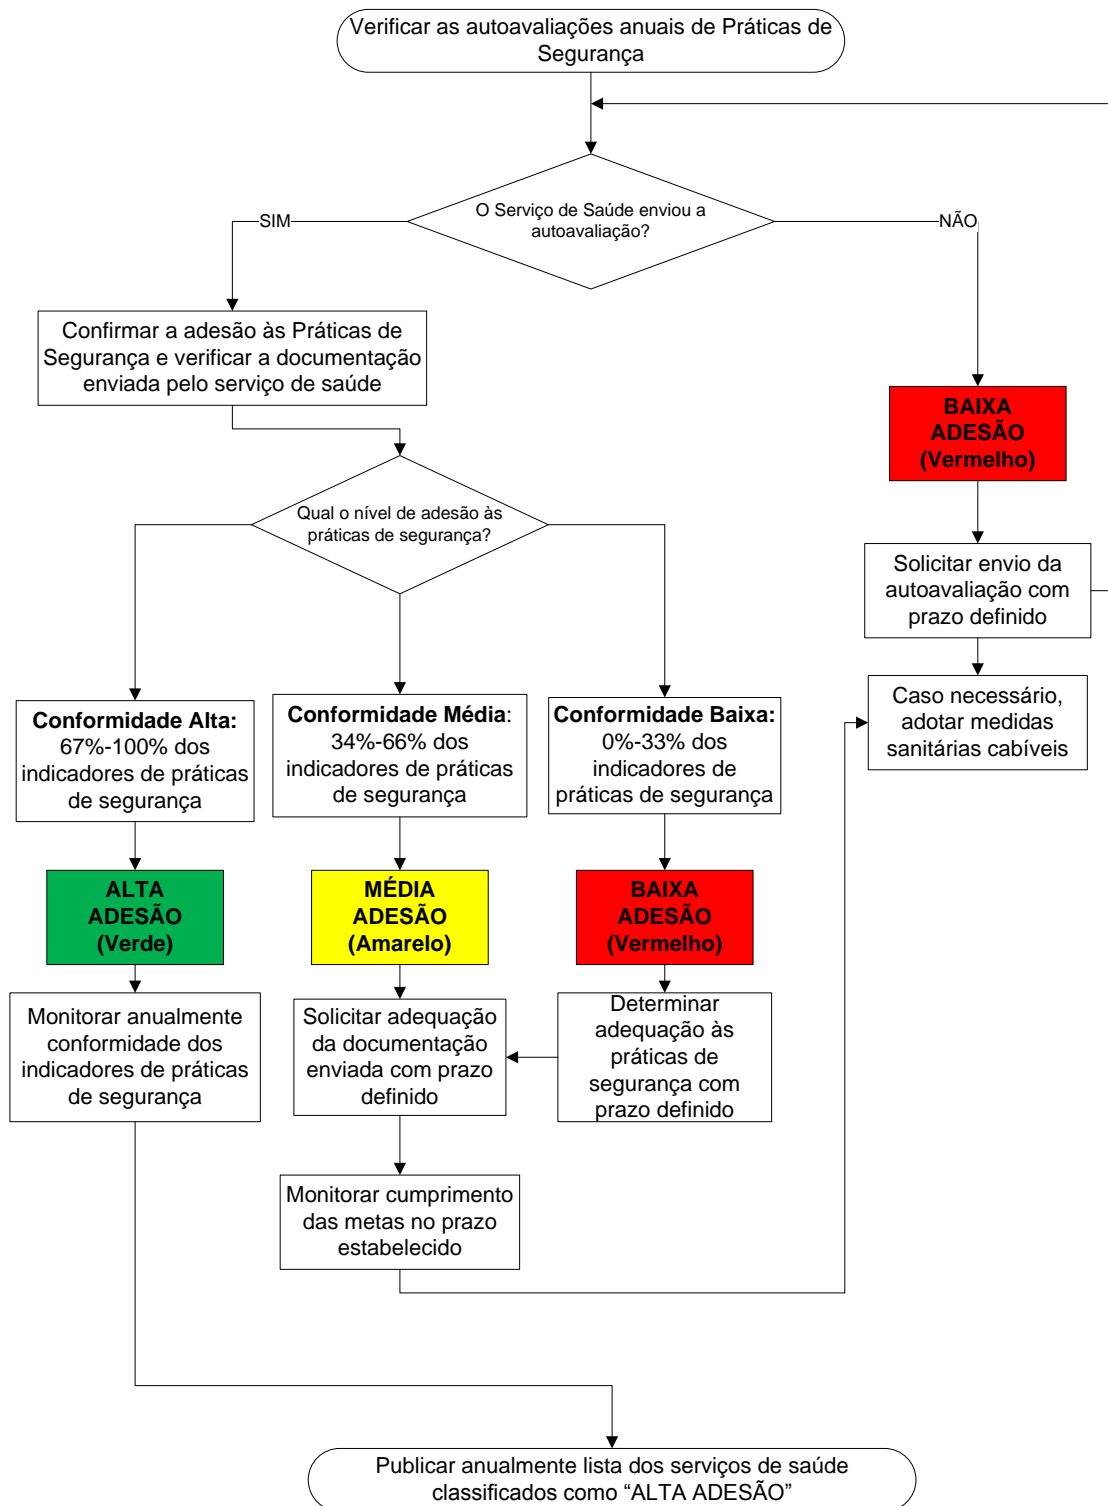 Verificar as autoavaliações anuais de Práticas de
Segurança
O Serviço de Saúde enviou a
autoavaliação?
SIM
NÃO
Confirmar a adesão às Práticas de
Segurança e verificar a documentação
enviada pelo serviço de saúde
BAIXA
ADESÃO
(Vermelho)
Qual o nível de adesão às
práticas de segurança?
Solicitar envio da
autoavaliação com
prazo definido
Caso necessário,
adotar medidas
sanitárias cabíveis
Conformidade Alta:
67%-100% dos
indicadores de práticas
de segurança
Conformidade Média:
34%-66% dos
indicadores de práticas
de segurança
Conformidade Baixa:
0%-33% dos
indicadores de
práticas de segurança
ALTA
ADESÃO
(Verde)
MÉDIA
ADESÃO
(Amarelo)
BAIXA
ADESÃO
(Vermelho)
Monitorar anualmente
conformidade dos
indicadores de práticas
de segurança
Solicitar adequação
da documentação
enviada com prazo
definido
Determinar
adequação às
práticas de
segurança com
prazo definido
Monitorar cumprimento
das metas no prazo
estabelecido
Publicar anualmente lista dos serviços de saúde
classificados como “ALTA ADESÃO”